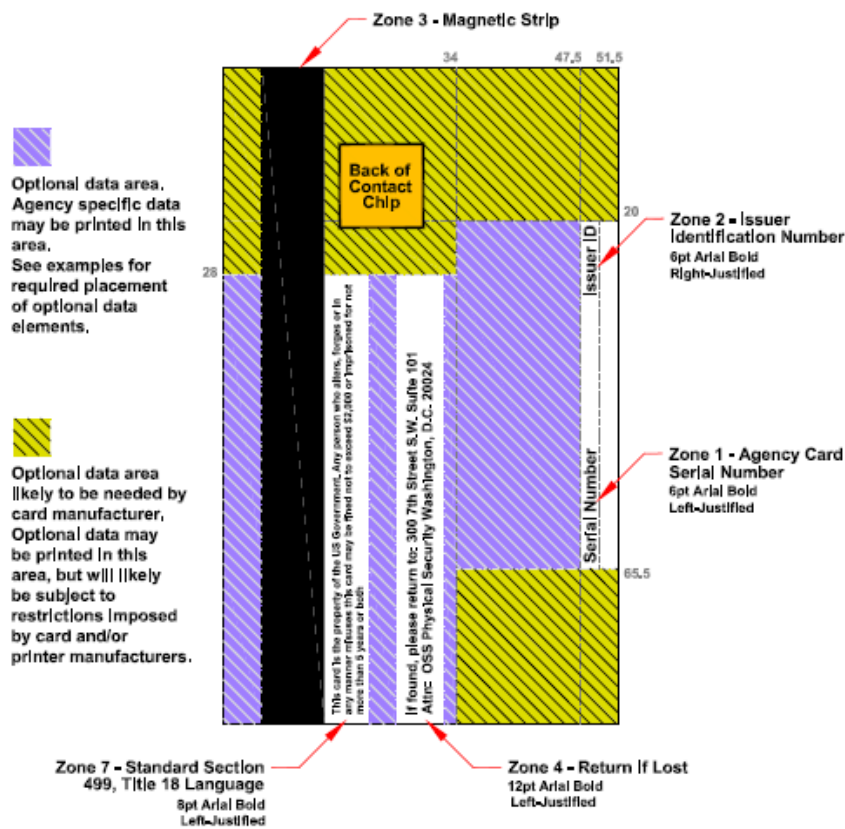 Zone 3 - Magnetic Strip
34
47.5
51.5
Optional data area.
Agency specific data
may be printed in this
area.
See examples for
required placement
of optional data
elements.
Back of
Contact
Chip
20
Zone 2 - Issuer
Identification Number
6pt Arial Bold
Right-Justified
28
Issuer ID
Serial Number
This card is the property of the US Government. Any person who alters, forges or in
any manner misuses this card may be fined not to exceed $2,000 or imprisoned for not
more than 5 years or both
If found, please return to: 300 7th Street S.W. Suite 101
Attn: OSS Physical Security Washington, D.C. 20024
Zone 1 - Agency Card
Serial Number
6pt Arial Bold
Left-Justified
Optional data area
likely to be needed by
card manufacturer.
Optional data may
be printed in this
area, but will likely
be subject to
restrictions imposed
by card and/or
printer manufacturers.
65.5
Zone 7 - Standard Section
499, Title 18 Language
8pt Arial Bold
Left-Justified
Zone 4 - Return if Lost
12pt Arial Bold
Left-Justified